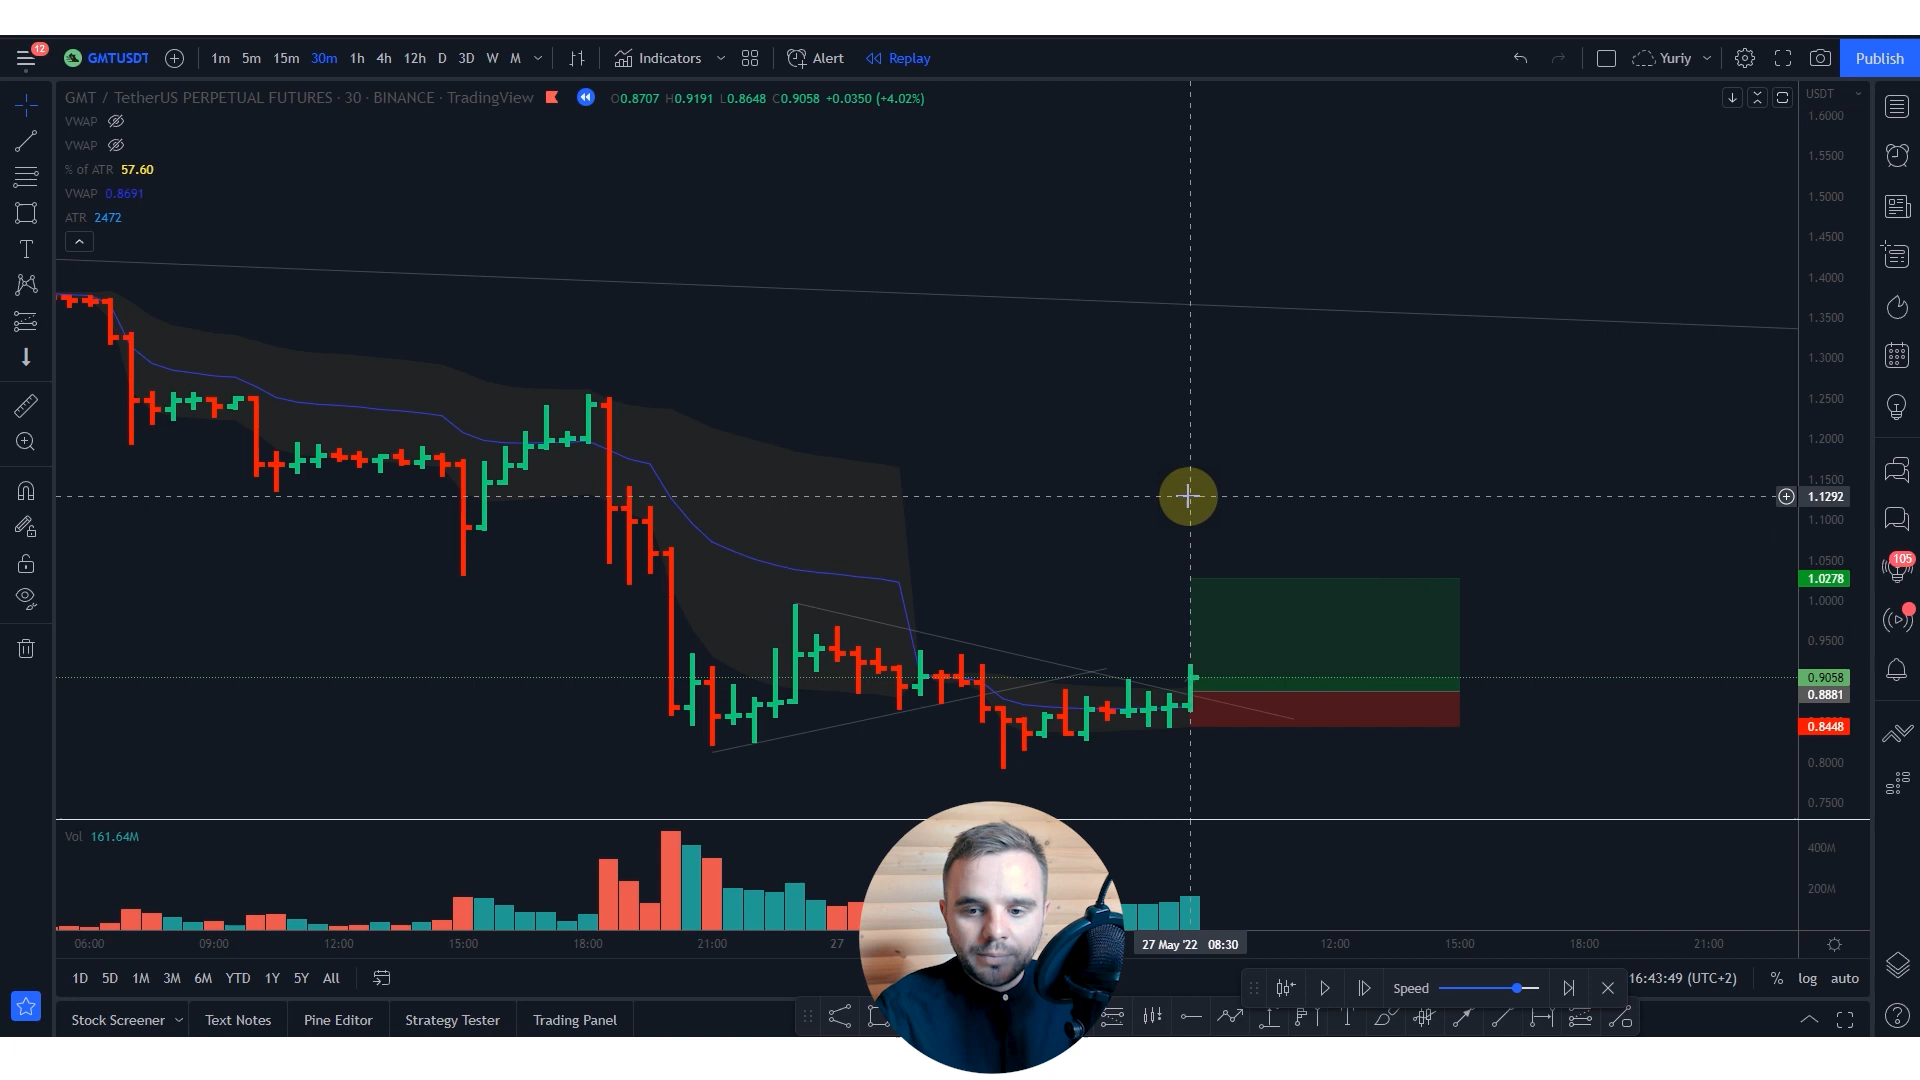 12 GMTUSDT 1m 5m 15m 30m 1h 4h 12h D 3D W M Indicators Alert Replay Yuriy Publish
GMT / TetherUS PERPETUAL FUTURES · 30 · BINANCE · TradingView O0.8707 H0.9191 L0.8648 C0.9058 +0.0350 (+4.02%) USDT
VWAP
VWAP
% of ATR 57.60
VWAP 0.8691
ATR 2472
1.6000
1.5500
1.5000
1.4500
1.4000
1.3500
1.3000
1.2500
1.2000
1.1500
1.1292
1.1000
1.0500
1.0278
1.0000
0.9500
0.9058
0.8881
0.8448
0.8000
0.7500
105
Vol 161.64M
400M
200M
06:00 09:00 12:00 15:00 18:00 21:00 27 27 May '22 08:30 12:00 15:00 18:00 21:00
1D 5D 1M 3M 6M YTD 1Y 5Y All Speed 16:43:49 (UTC+2) % log auto
Stock Screener Text Notes Pine Editor Strategy Tester Trading Panel